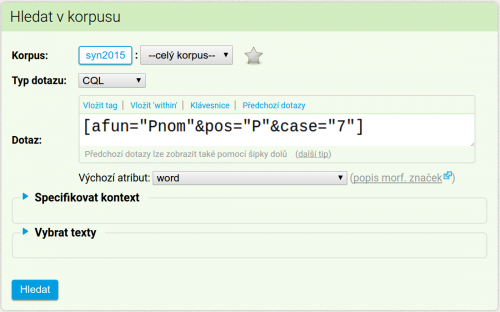 Hledat v korpusu
Korpus: syn2015 : --celý korpus--
Typ dotazu: CQL
Vložit tag | Vložit 'within' | Klávesnice | Předchozí dotazy
Dotaz: [afun="Pnom"&pos="P"&case="7"]
Předchozí dotazy lze zobrazit také pomocí šipky dolů (další tip)
Výchozí atribut: word (popis morf. značek)
Specifikovat kontext
Vybrat texty
Hledat